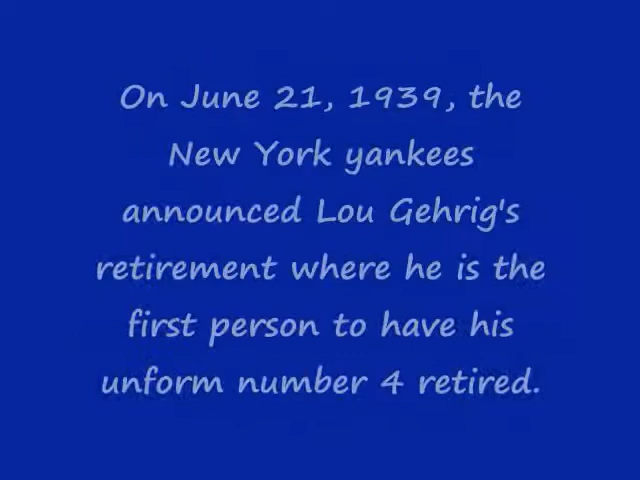 On June 21, 1939, the
New York yankees
announced Lou Gehrig's
retirement where he is the
first person to have his
unform number 4 retired.